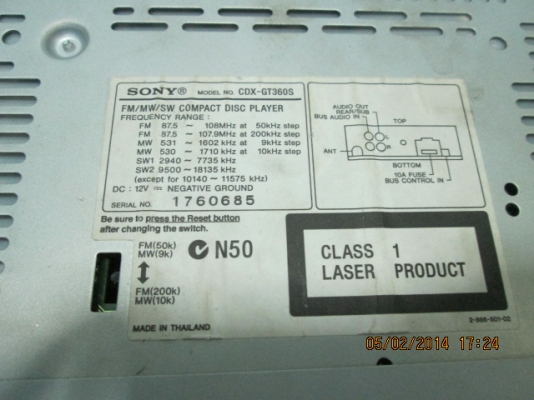 SONY® MODEL NO. CDX-GT360S
FM/MW/SW COMPACT DISC PLAYER
FREQUENCY RANGE :
FM 87.5 ~ 108MHz at 50kHz step
FM 87.5 ~ 107.9MHz at 200kHz step
MW 531 ~ 1602 kHz at 9kHz step
MW 530 ~ 1710 kHz at 10kHz step
SW1 2940 ~ 7735 kHz
SW2 9500 ~ 18135 kHz
(except for 10140 ~ 11575 kHz)
DC : 12V ⎓ NEGATIVE GROUND
SERIAL NO. 1760685
AUDIO OUT
REAR/SUB
BUS AUDIO IN
TOP
L
R
ANT
BOTTOM
10A FUSE
BUS CONTROL IN
Be sure to press the Reset button
after changing the switch.
FM(50k)
MW(9k)
FM(200k)
MW(10k)
N50
CLASS 1
LASER PRODUCT
MADE IN THAILAND
05/02/2014 17:24